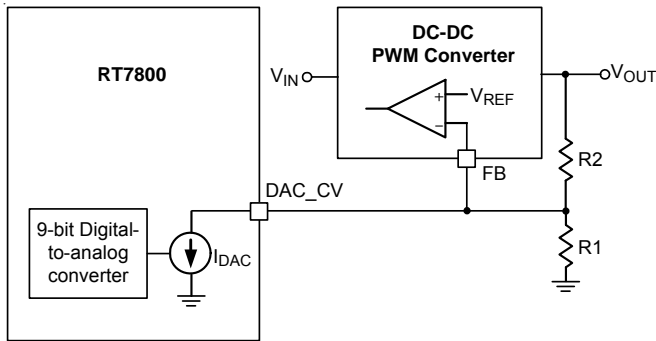 RT7800
DC-DC
PWM Converter
VIN
VOUT
+
VREF
−
FB
R2
DAC_CV
9-bit Digital-
to-analog
converter
IDAC
R1